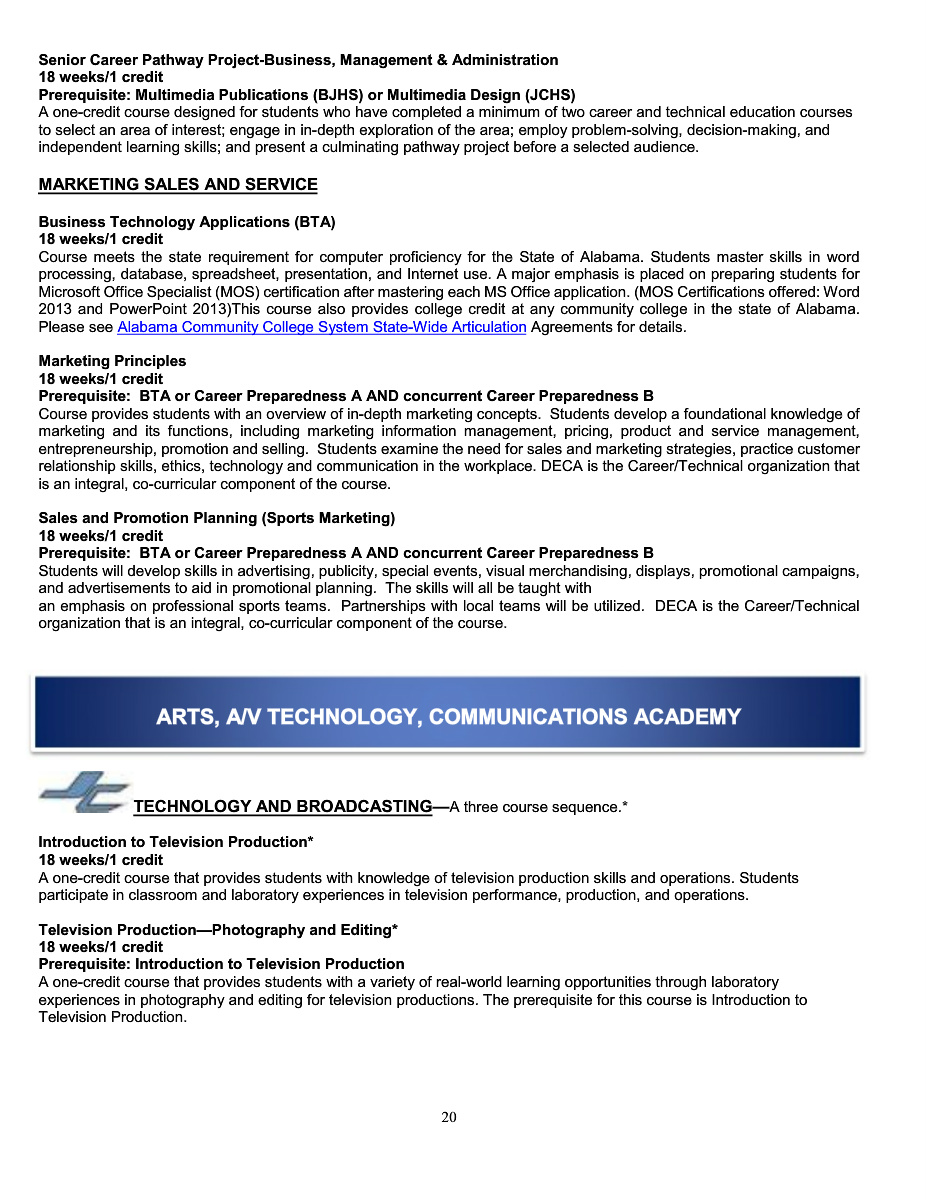 Senior Career Pathway Project-Business, Management & Administration
18 weeks/1 credit
Prerequisite: Multimedia Publications (BJHS) or Multimedia Design (JCHS)
A one-credit course designed for students who have completed a minimum of two career and technical education courses
to select an area of interest; engage in in-depth exploration of the area; employ problem-solving, decision-making, and
independent learning skills; and present a culminating pathway project before a selected audience.
MARKETING SALES AND SERVICE
Business Technology Applications (BTA)
18 weeks/1 credit
Course meets the state requirement for computer proficiency for the State of Alabama. Students master skills in word
processing, database, spreadsheet, presentation, and Internet use. A major emphasis is placed on preparing students for
Microsoft Office Specialist (MOS) certification after mastering each MS Office application. (MOS Certifications offered: Word
2013 and PowerPoint 2013)This course also provides college credit at any community college in the state of Alabama.
Please see Alabama Community College System State-Wide Articulation Agreements for details.
Marketing Principles
18 weeks/1 credit
Prerequisite:  BTA or Career Preparedness A AND concurrent Career Preparedness B
Course provides students with an overview of in-depth marketing concepts.  Students develop a foundational knowledge of
marketing and its functions, including marketing information management, pricing, product and service management,
entrepreneurship, promotion and selling.  Students examine the need for sales and marketing strategies, practice customer
relationship skills, ethics, technology and communication in the workplace. DECA is the Career/Technical organization that
is an integral, co-curricular component of the course.
Sales and Promotion Planning (Sports Marketing)
18 weeks/1 credit
Prerequisite:  BTA or Career Preparedness A AND concurrent Career Preparedness B
Students will develop skills in advertising, publicity, special events, visual merchandising, displays, promotional campaigns,
and advertisements to aid in promotional planning.  The skills will all be taught with
an emphasis on professional sports teams.  Partnerships with local teams will be utilized.  DECA is the Career/Technical
organization that is an integral, co-curricular component of the course.
ARTS, A/V TECHNOLOGY, COMMUNICATIONS ACADEMY
JC
TECHNOLOGY AND BROADCASTING—A three course sequence.*
Introduction to Television Production*
18 weeks/1 credit
A one-credit course that provides students with knowledge of television production skills and operations. Students
participate in classroom and laboratory experiences in television performance, production, and operations.
Television Production—Photography and Editing*
18 weeks/1 credit
Prerequisite: Introduction to Television Production
A one-credit course that provides students with a variety of real-world learning opportunities through laboratory
experiences in photography and editing for television productions. The prerequisite for this course is Introduction to
Television Production.
20